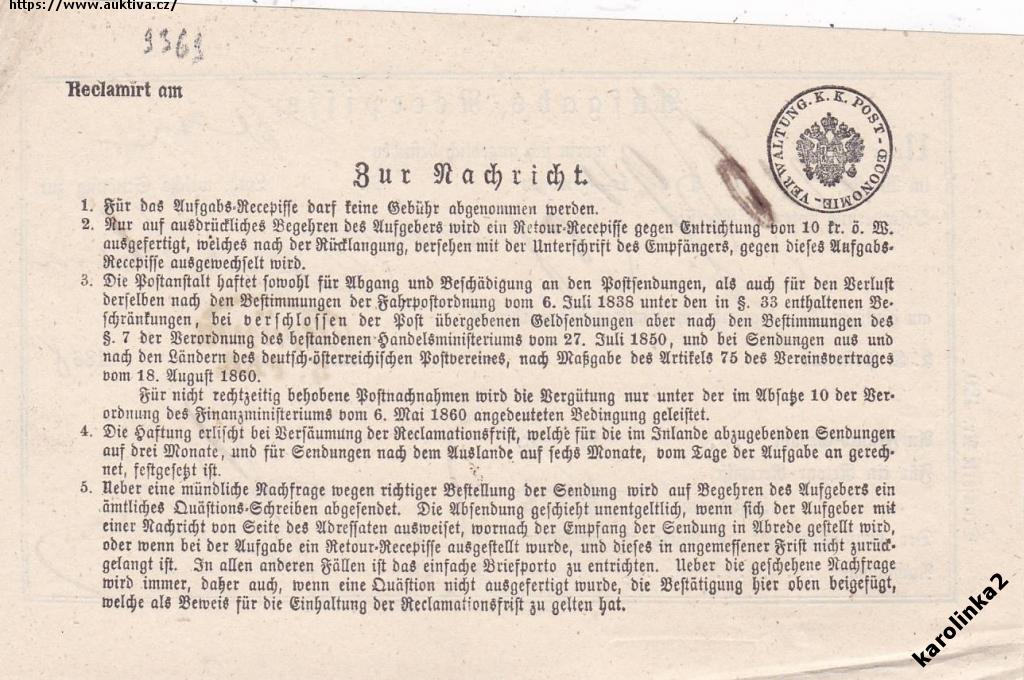 https://www.auktiva.cz/
9369
Reclamirt am
VERWALTUNG. K. K. POST - ŒCONOMIE -
Zur Nachricht.
1. Für das Aufgabs-Recepisse darf keine Gebühr abgenommen werden.
2. Nur auf ausdrückliches Begehren des Aufgebers wird ein Retour-Recepisse gegen Entrichtung von 10 kr. ö. W.
ausgefertigt, welches nach der Rücklangung, versehen mit der Unterschrift des Empfängers, gegen dieses Aufgabs-
Recepisse ausgewechselt wird.
3. Die Postanstalt haftet sowohl für Abgang und Beschädigung an den Postsendungen, als auch für den Verlust
derselben nach den Bestimmungen der Fahrpostordnung vom 6. Juli 1838 unter den in §. 33 enthaltenen Be-
schränkungen, bei verschlossen der Post übergebenen Geldsendungen aber nach den Bestimmungen des
§. 7 der Verordnung des bestandenen Handelsministeriums vom 27. Juli 1850, und bei Sendungen aus und
nach den Ländern des deutsch-österreichischen Postvereines, nach Maßgabe des Artikels 75 des Vereinsvertrages
vom 18. August 1860.
Für nicht rechtzeitig behobene Postnachnahmen wird die Vergütung nur unter der im Absatze 10 der Ver-
ordnung des Finanzministeriums vom 6. Mai 1860 angedeuteten Bedingung geleistet.
4. Die Haftung erlischt bei Versäumung der Reclamationsfrist, welche für die im Inlande abzugebenden Sendungen
auf drei Monate, und für Sendungen nach dem Auslande auf sechs Monate, vom Tage der Aufgabe an gerech-
net, festgesetzt ist.
5. Ueber eine mündliche Nachfrage wegen richtiger Bestellung der Sendung wird auf Begehren des Aufgebers ein
ämtliches Quästions-Schreiben abgesendet. Die Absendung geschieht unentgeltlich, wenn sich der Aufgeber mit
einer Nachricht von Seite des Adressaten ausweiset, wornach der Empfang der Sendung in Abrede gestellt wird,
oder wenn bei der Aufgabe ein Retour-Recepisse ausgestellt wurde, und dieses in angemessener Frist nicht zurück-
gelangt ist. In allen anderen Fällen ist das einfache Briefporto zu entrichten. Ueber die geschehene Nachfrage
wird immer, daher auch, wenn eine Quästion nicht ausgefertigt wurde, die Bestätigung hier oben beigefügt,
welche als Beweis für die Einhaltung der Reclamationsfrist zu gelten hat.
karolinka2